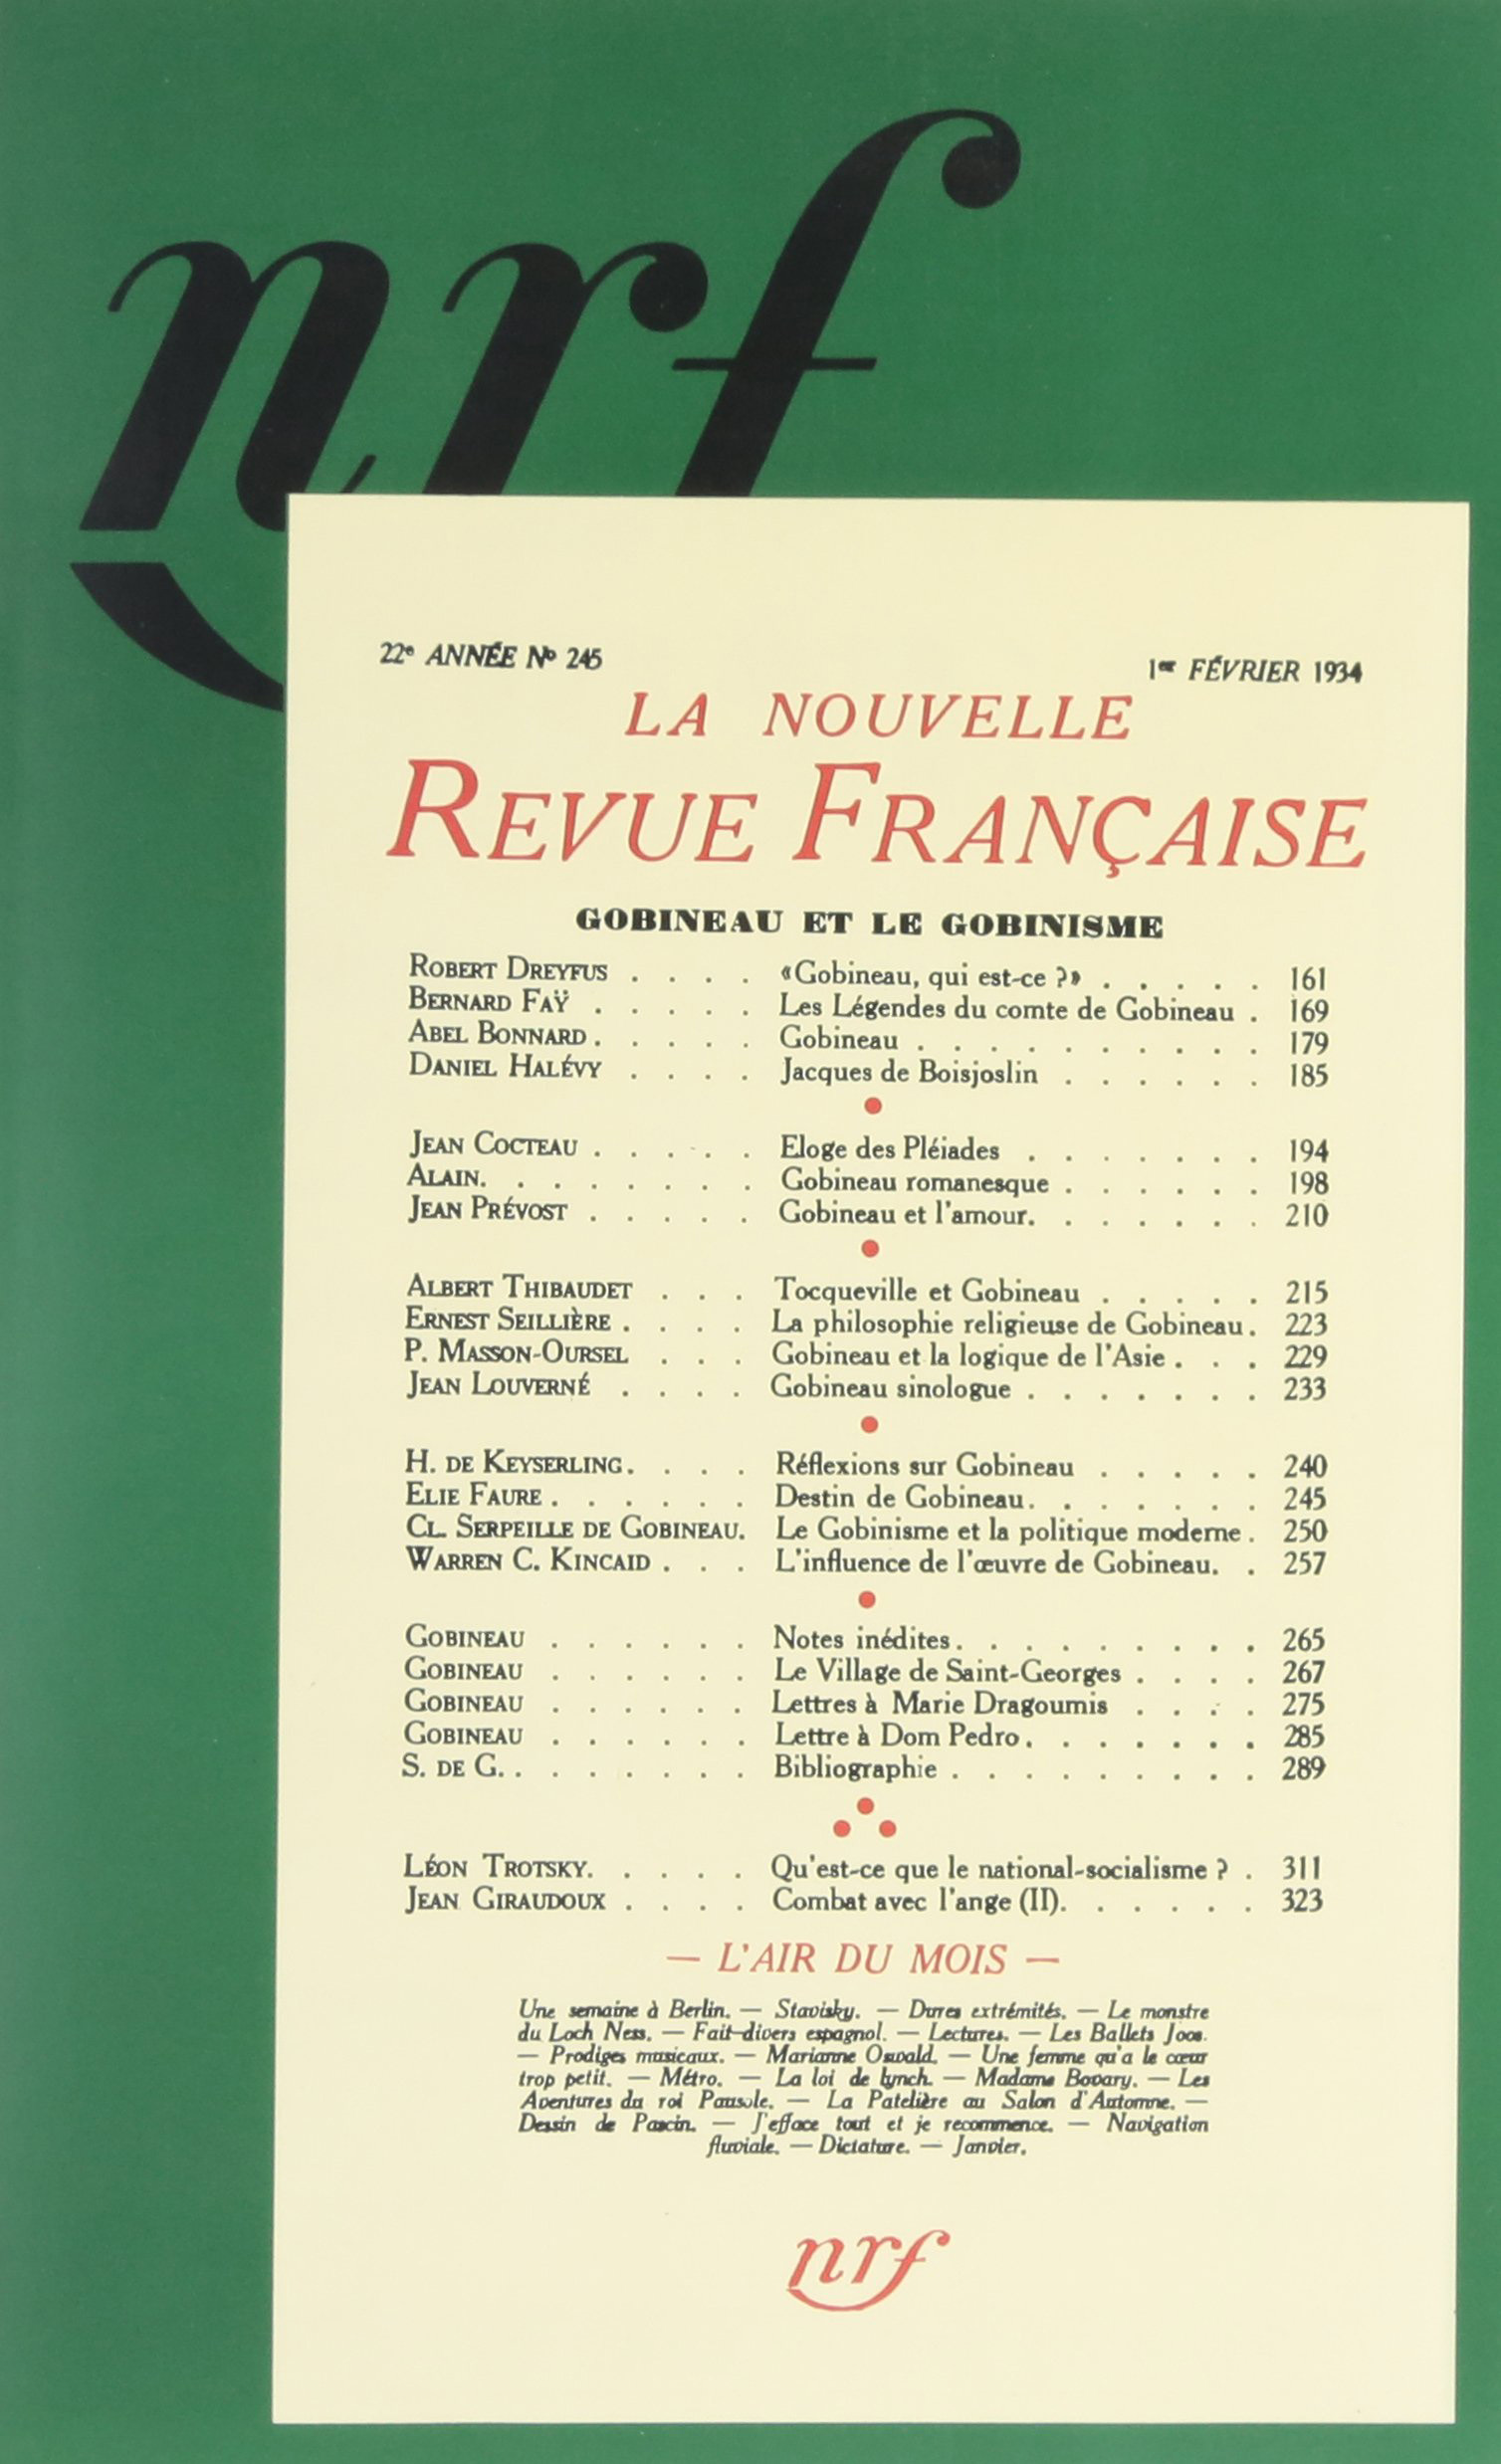 nrf
22e ANNÉE No 245
1er FÉVRIER 1934
LA NOUVELLE
REVUE FRANÇAISE
GOBINEAU ET LE GOBINISME
ROBERT DREYFUS . . . . «Gobineau, qui est-ce ?» . . . . . 161
BERNARD FAŸ . . . . . Les Légendes du comte de Gobineau . 169
ABEL BONNARD . . . . . Gobineau . . . . . . . . . . 179
DANIEL HALÉVY . . . . Jacques de Boisjoslin . . . . . . 185
JEAN COCTEAU . . . . . Eloge des Pléiades . . . . . . . 194
ALAIN. . . . . . . . Gobineau romanesque . . . . . . 198
JEAN PRÉVOST . . . . . Gobineau et l'amour. . . . . . . 210
ALBERT THIBAUDET . . . Tocqueville et Gobineau . . . . . 215
ERNEST SEILLIÈRE . . . . La philosophie religieuse de Gobineau. 223
P. MASSON-OURSEL . . . Gobineau et la logique de l'Asie . . . 229
JEAN LOUVERNÉ . . . . Gobineau sinologue . . . . . . . 233
H. DE KEYSERLING. . . . Réflexions sur Gobineau . . . . . 240
ELIE FAURE . . . . . . Destin de Gobineau. . . . . . . 245
CL. SERPEILLE DE GOBINEAU. Le Gobinisme et la politique moderne . 250
WARREN C. KINCAID . . . L'influence de l'œuvre de Gobineau. . 257
GOBINEAU . . . . . . Notes inédites. . . . . . . . . 265
GOBINEAU . . . . . . Le Village de Saint-Georges . . . . 267
GOBINEAU . . . . . . Lettres à Marie Dragoumis . . . . 275
GOBINEAU . . . . . . Lettre à Dom Pedro. . . . . . . 285
S. DE G. . . . . . . . Bibliographie . . . . . . . . . 289
LÉON TROTSKY. . . . . Qu'est-ce que le national-socialisme ? . 311
JEAN GIRAUDOUX . . . . Combat avec l'ange (II). . . . . . 323
— L'AIR DU MOIS —
Une semaine à Berlin. — Stavisky. — Dures extrémités. — Le monstre
du Loch Ness. — Fait-divers espagnol. — Lectures. — Les Ballets Joos.
— Prodiges musicaux. — Marianne Oswald. — Une femme qu'a le cœur
trop petit. — Métro. — La loi de lynch. — Madame Bovary. — Les
Aventures du roi Pausole. — La Patelière au Salon d'Automne. —
Dessin de Pascin. — J'efface tout et je recommence. — Navigation
fluviale. — Dictature. — Janvier.
nrf